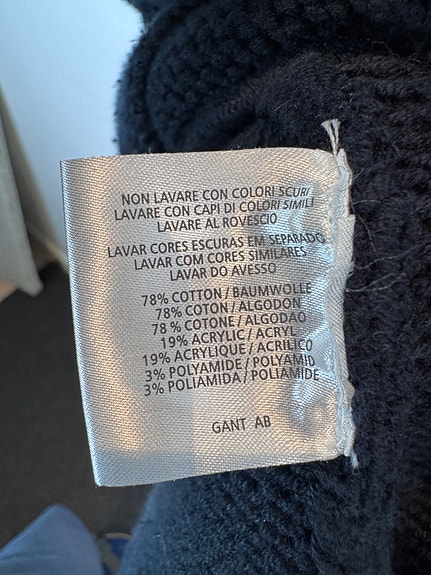 NON LAVARE CON COLORI SCURI
LAVARE CON CAPI DI COLORI SIMILI
LAVARE AL ROVESCIO
LAVAR CORES ESCURAS EM SEPARADO
LAVAR COM CORES SIMILARES
LAVAR DO AVESSO
78% COTTON / BAUMWOLLE
78% COTON / ALGODON
78 % COTONE / ALGODAO
19% ACRYLIC / ACRYL
19% ACRYLIQUE / ACRILICO
3% POLYAMIDE / POLYAMID
3% POLIAMIDA / POLIAMIDE
GANT AB